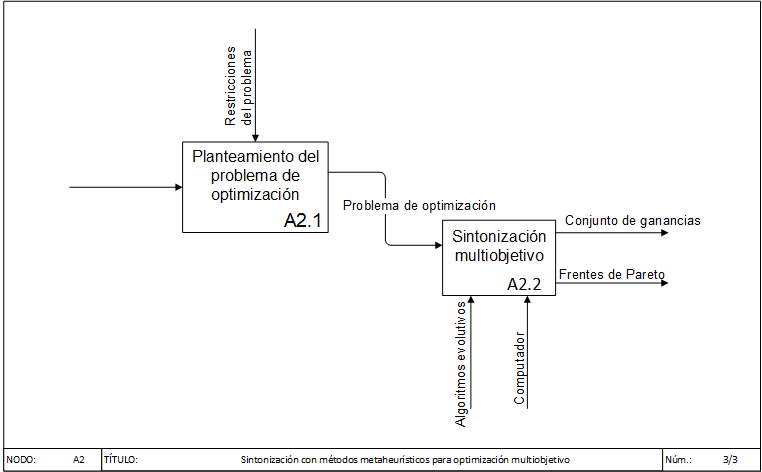 Restricciones
del problema
Planteamiento del
problema de
optimización
A2.1
Problema de optimización
Sintonización
multiobjetivo
A2.2
Conjunto de ganancias
Frentes de Pareto
Algoritmos evolutivos
Computador
NODO: A2 TÍTULO: Sintonización con métodos metaheurísticos para optimización multiobjetivo Núm.: 3/3